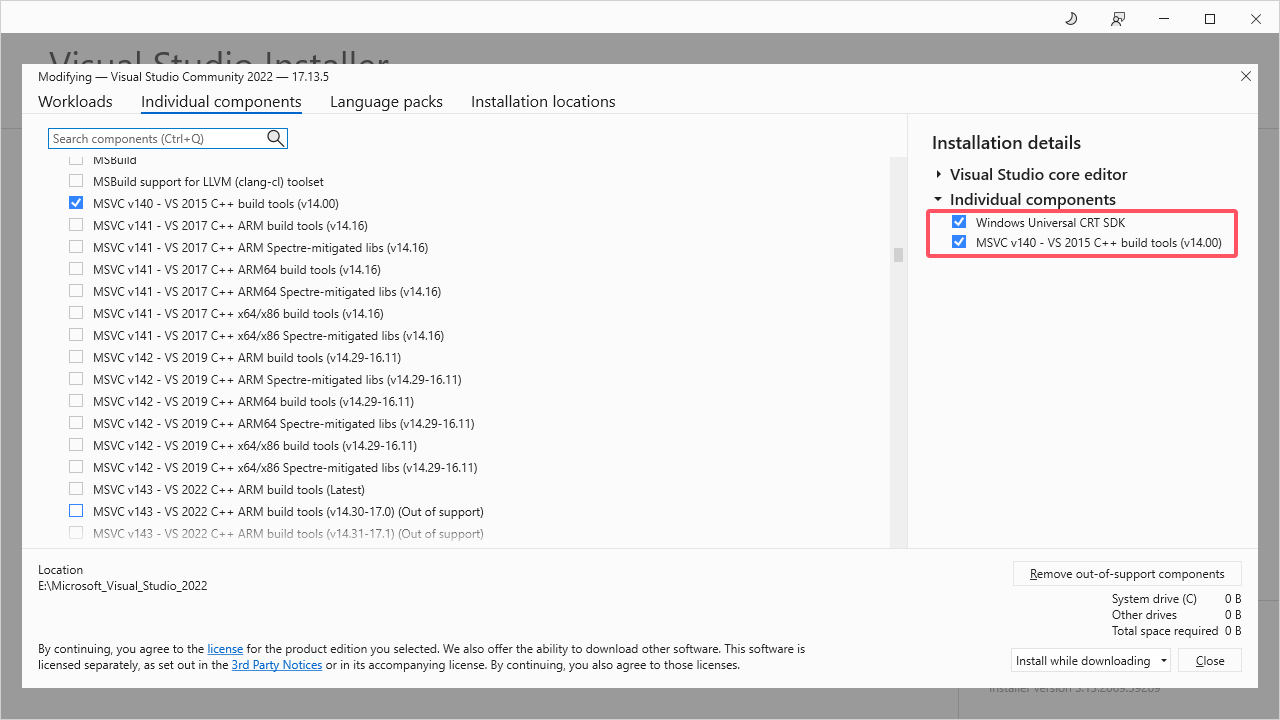 Visual Studio Installer
Modifying — Visual Studio Community 2022 — 17.13.5
Workloads Individual components Language packs Installation locations
Search components (Ctrl+Q)
MSBuild
MSBuild support for LLVM (clang-cl) toolset
MSVC v140 - VS 2015 C++ build tools (v14.00)
MSVC v141 - VS 2017 C++ ARM build tools (v14.16)
MSVC v141 - VS 2017 C++ ARM Spectre-mitigated libs (v14.16)
MSVC v141 - VS 2017 C++ ARM64 build tools (v14.16)
MSVC v141 - VS 2017 C++ ARM64 Spectre-mitigated libs (v14.16)
MSVC v141 - VS 2017 C++ x64/x86 build tools (v14.16)
MSVC v141 - VS 2017 C++ x64/x86 Spectre-mitigated libs (v14.16)
MSVC v142 - VS 2019 C++ ARM build tools (v14.29-16.11)
MSVC v142 - VS 2019 C++ ARM Spectre-mitigated libs (v14.29-16.11)
MSVC v142 - VS 2019 C++ ARM64 build tools (v14.29-16.11)
MSVC v142 - VS 2019 C++ ARM64 Spectre-mitigated libs (v14.29-16.11)
MSVC v142 - VS 2019 C++ x64/x86 build tools (v14.29-16.11)
MSVC v142 - VS 2019 C++ x64/x86 Spectre-mitigated libs (v14.29-16.11)
MSVC v143 - VS 2022 C++ ARM build tools (Latest)
MSVC v143 - VS 2022 C++ ARM build tools (v14.30-17.0) (Out of support)
MSVC v143 - VS 2022 C++ ARM build tools (v14.31-17.1) (Out of support)
Installation details
Visual Studio core editor
Individual components
Windows Universal CRT SDK
MSVC v140 - VS 2015 C++ build tools (v14.00)
Location
E:\Microsoft_Visual_Studio_2022
Remove out-of-support components
System drive (C) 0 B
Other drives 0 B
Total space required 0 B
By continuing, you agree to the license for the product edition you selected. We also offer the ability to download other software. This software is
licensed separately, as set out in the 3rd Party Notices or in its accompanying license. By continuing, you also agree to those licenses.
Install while downloading
Close
Installer version 3.13.2069.59209